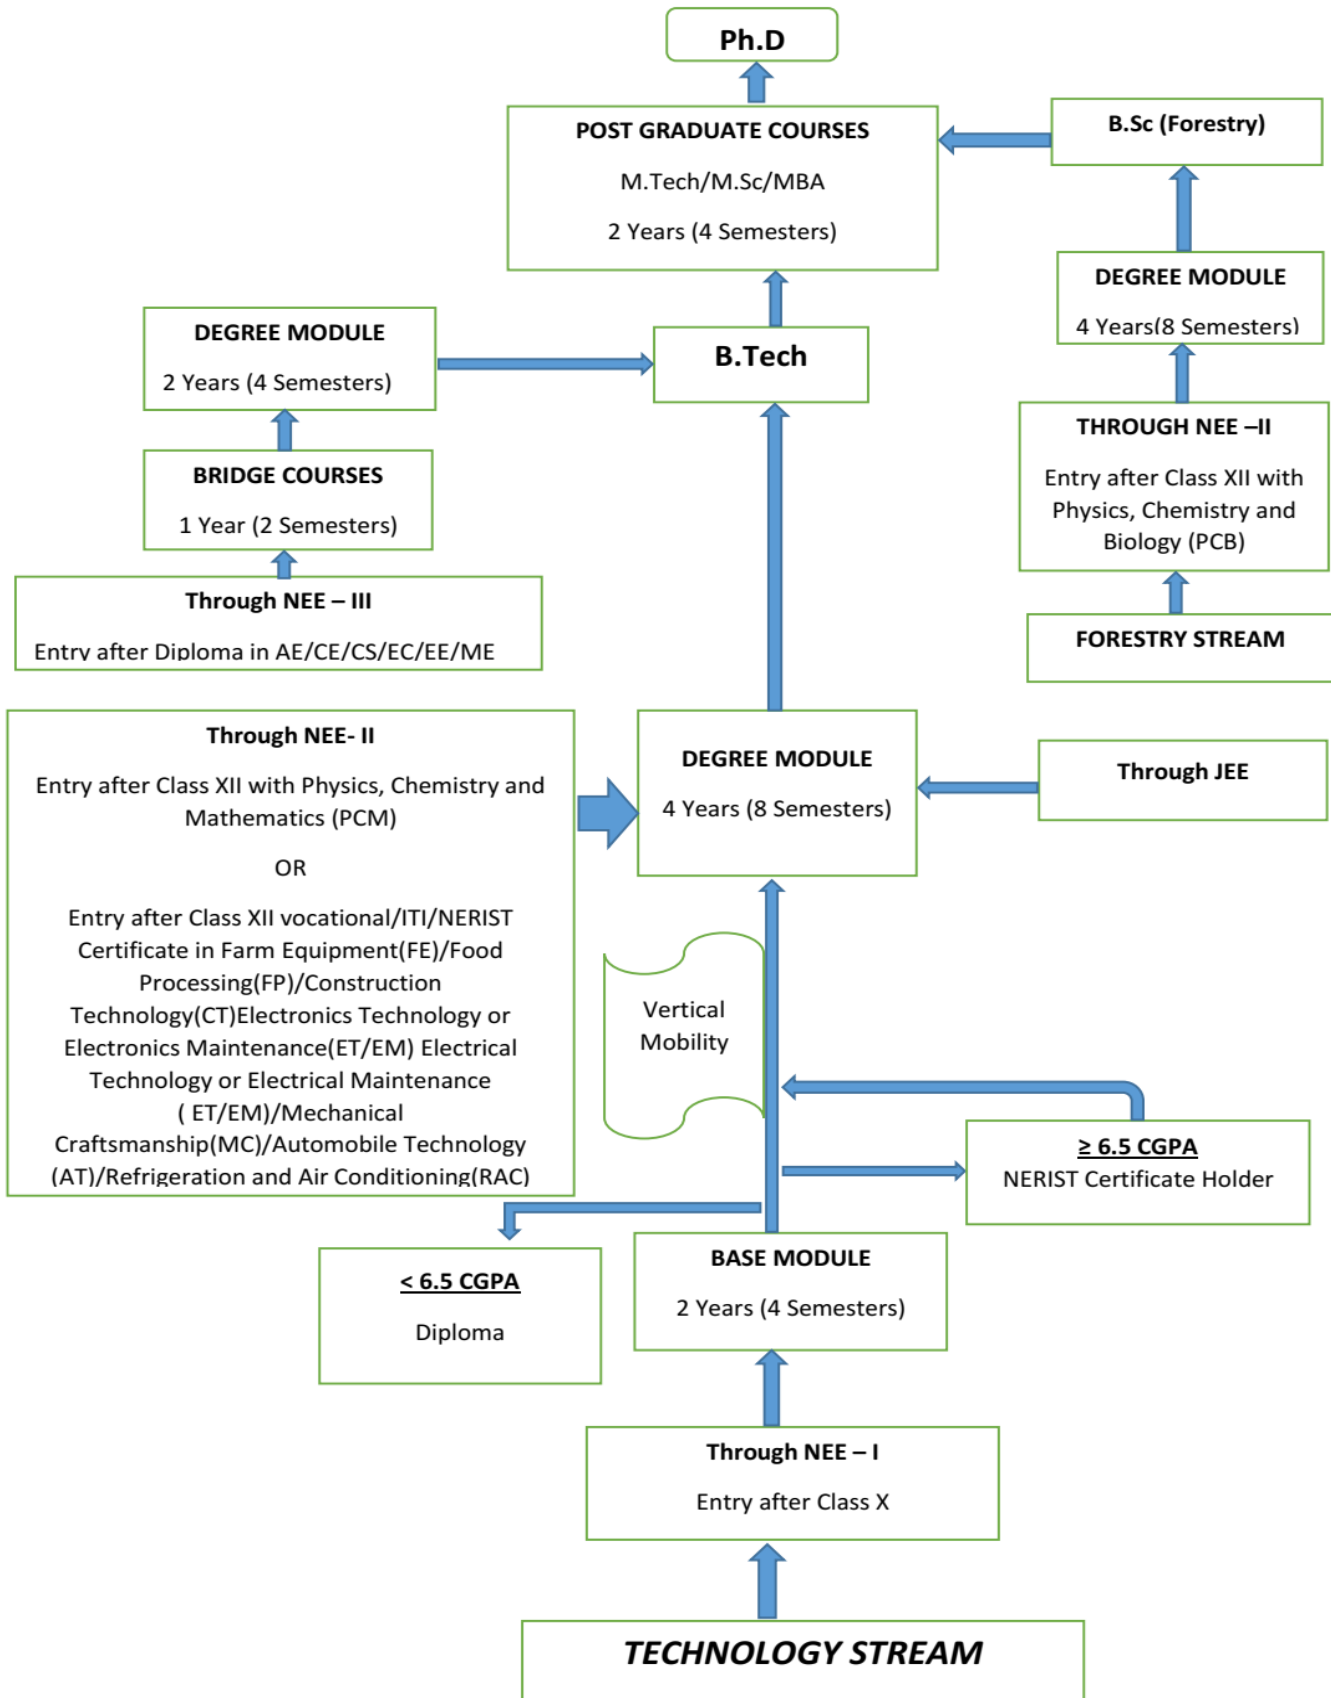 Ph.D
POST GRADUATE COURSES
M.Tech/M.Sc/MBA
2 Years (4 Semesters)
B.Sc (Forestry)
DEGREE MODULE
4 Years(8 Semesters)
DEGREE MODULE
2 Years (4 Semesters)
B.Tech
THROUGH NEE –II
Entry after Class XII with
Physics, Chemistry and
Biology (PCB)
BRIDGE COURSES
1 Year (2 Semesters)
Through NEE – III
Entry after Diploma in AE/CE/CS/EC/EE/ME
FORESTRY STREAM
Through NEE- II
Entry after Class XII with Physics, Chemistry and
Mathematics (PCM)
OR
Entry after Class XII vocational/ITI/NERIST
Certificate in Farm Equipment(FE)/Food
Processing(FP)/Construction
Technology(CT)Electronics Technology or
Electronics Maintenance(ET/EM) Electrical
Technology or Electrical Maintenance
( ET/EM)/Mechanical
Craftsmanship(MC)/Automobile Technology
(AT)/Refrigeration and Air Conditioning(RAC)
DEGREE MODULE
4 Years (8 Semesters)
Through JEE
Vertical
Mobility
≥ 6.5 CGPA
NERIST Certificate Holder
< 6.5 CGPA
Diploma
BASE MODULE
2 Years (4 Semesters)
Through NEE – I
Entry after Class X
TECHNOLOGY STREAM